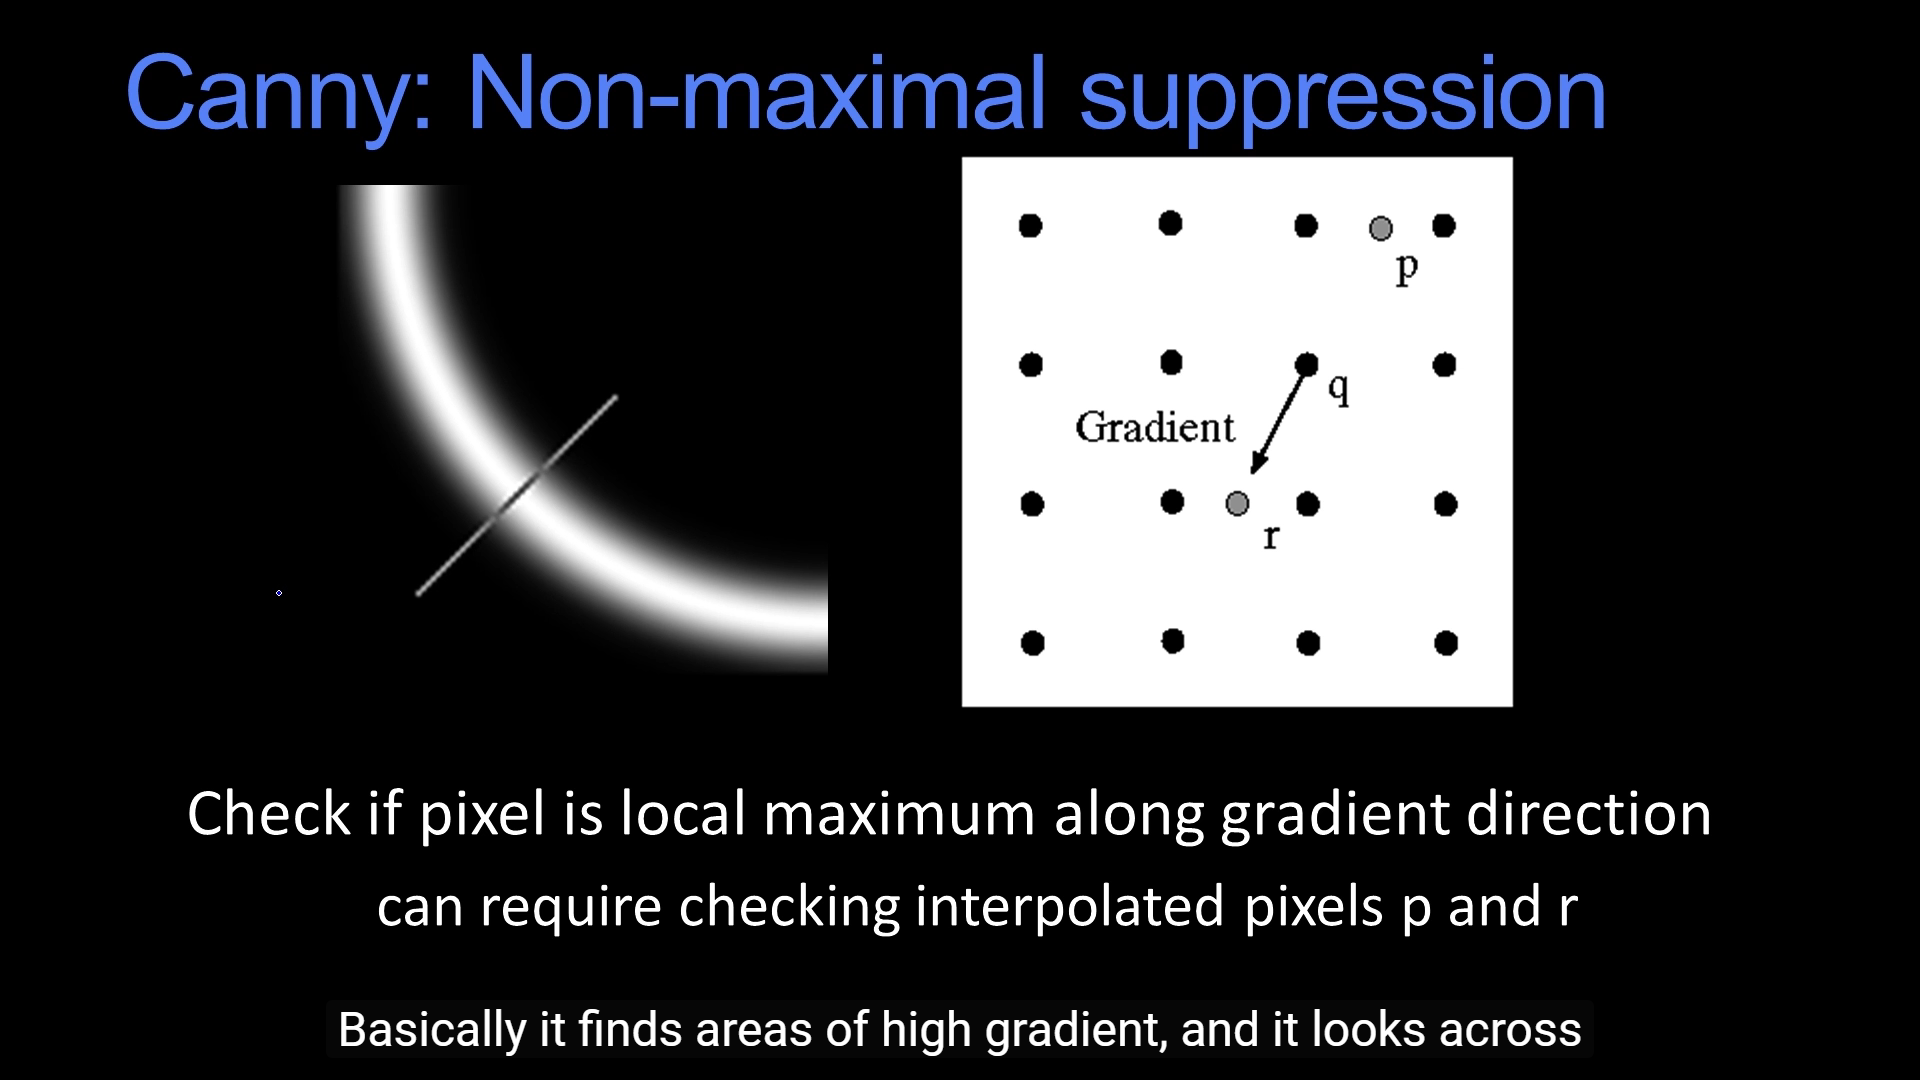 Canny: Non-maximal suppression
p
q
Gradient
r
Check if pixel is local maximum along gradient direction
can require checking interpolated pixels p and r
Basically it finds areas of high gradient, and it looks across